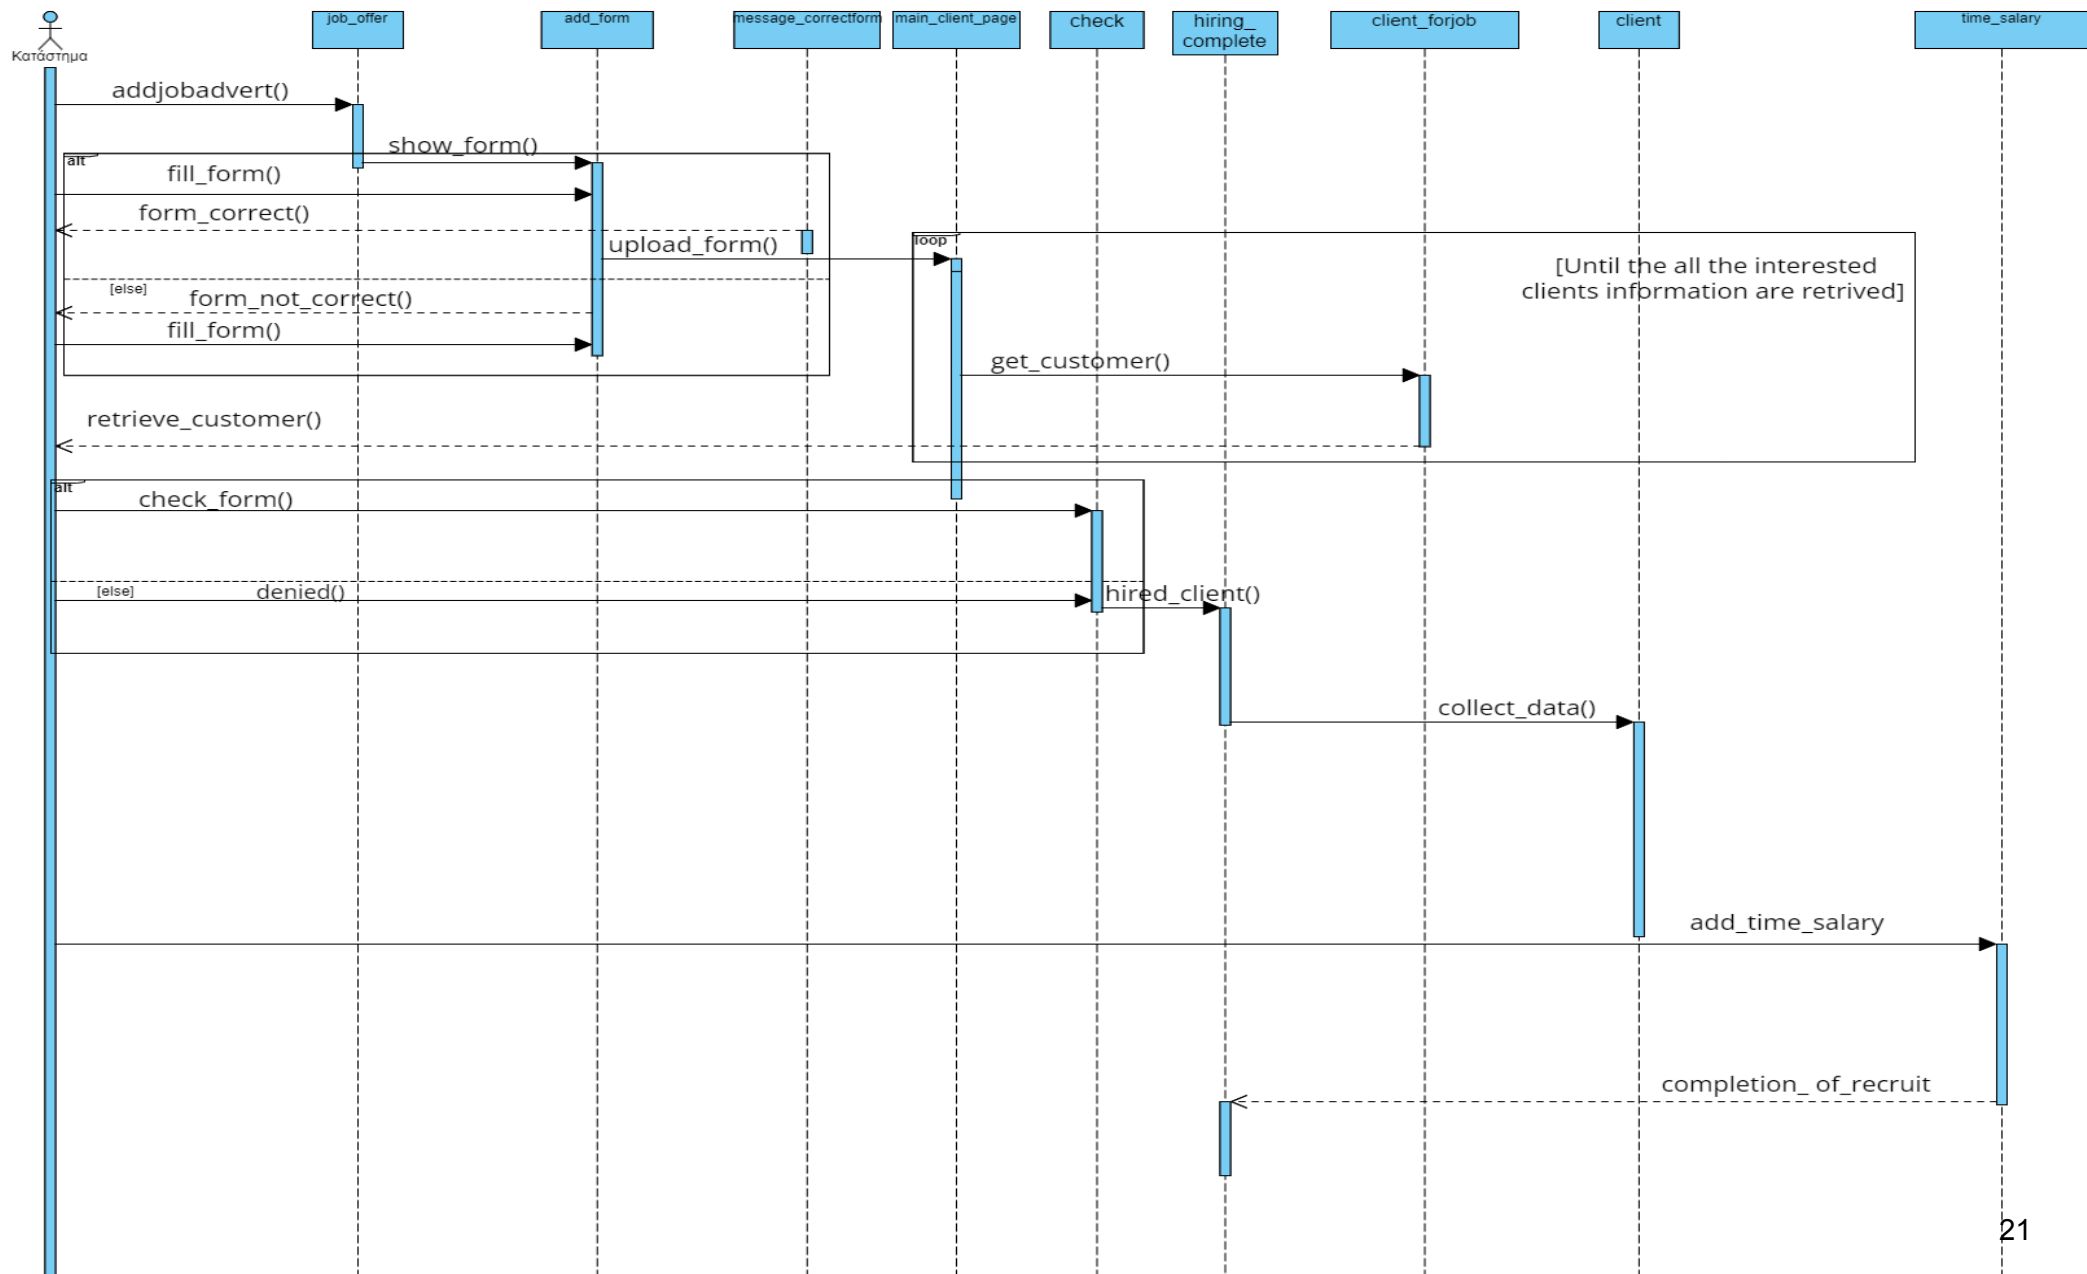 job_offer
add_form
message_correctform
main_client_page
check
hiring_
complete
client_forjob
client
time_salary
Κατάστημα
addjobadvert()
show_form()
alt
fill_form()
form_correct()
upload_form()
loop
[Until the all the interested
clients information are retrived]
[else]
form_not_correct()
fill_form()
get_customer()
retrieve_customer()
alt
check_form()
[else]
denied()
hired_client()
collect_data()
add_time_salary
completion_ of_recruit
21